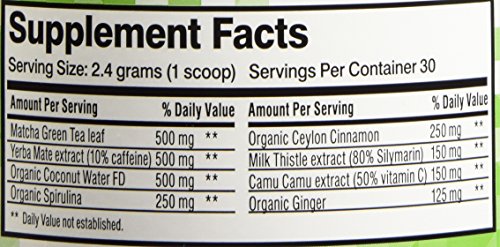 Supplement Facts
Serving Size: 2.4 grams (1 scoop) Servings Per Container 30
Amount Per Serving % Daily Value
Matcha Green Tea leaf 500 mg **
Yerba Mate extract (10% caffeine) 500 mg **
Organic Coconut Water FD 500 mg **
Organic Spirulina 250 mg **
** Daily Value not established.
Amount Per Serving % Daily Value
Organic Ceylon Cinnamon 250 mg **
Milk Thistle extract (80% Silymarin) 150 mg **
Camu Camu extract (50% vitamin C) 150 mg **
Organic Ginger 125 mg **